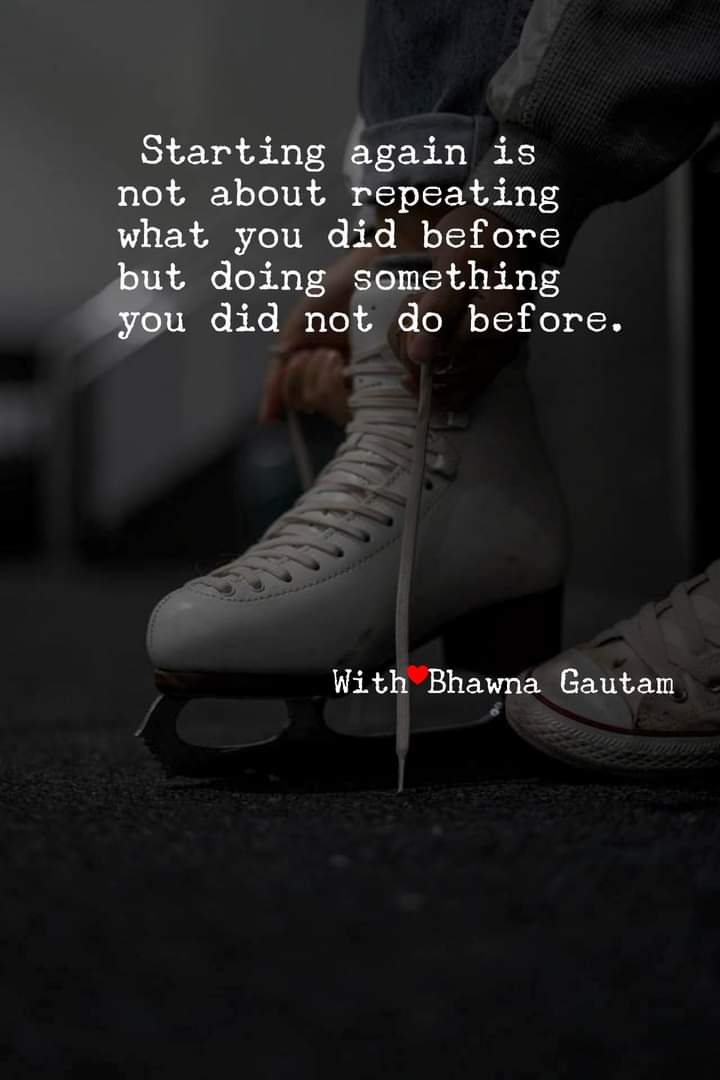 Starting again is
not about repeating
what you did before
but doing something
you did not do before.
With❤Bhawna Gautam